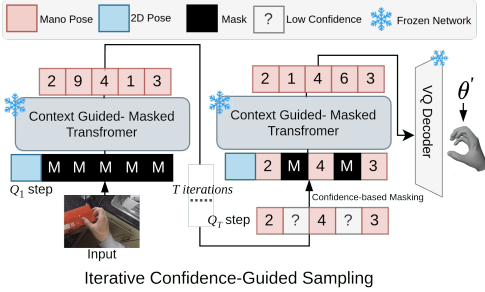 Mano Pose
2D Pose
Mask
? Low Confidence
Frozen Network
2 9 4 1 3
Context Guided- Masked
Transfromer
M M M M M
Q1 step
Input
T iterations
2 1 4 6 3
Context Guided- Masked
Transfromer
2 M 4 M 3
Confidence-based Masking
QT step
2 ? 4 ? 3
VQ Decoder
θ'
Iterative Confidence-Guided Sampling